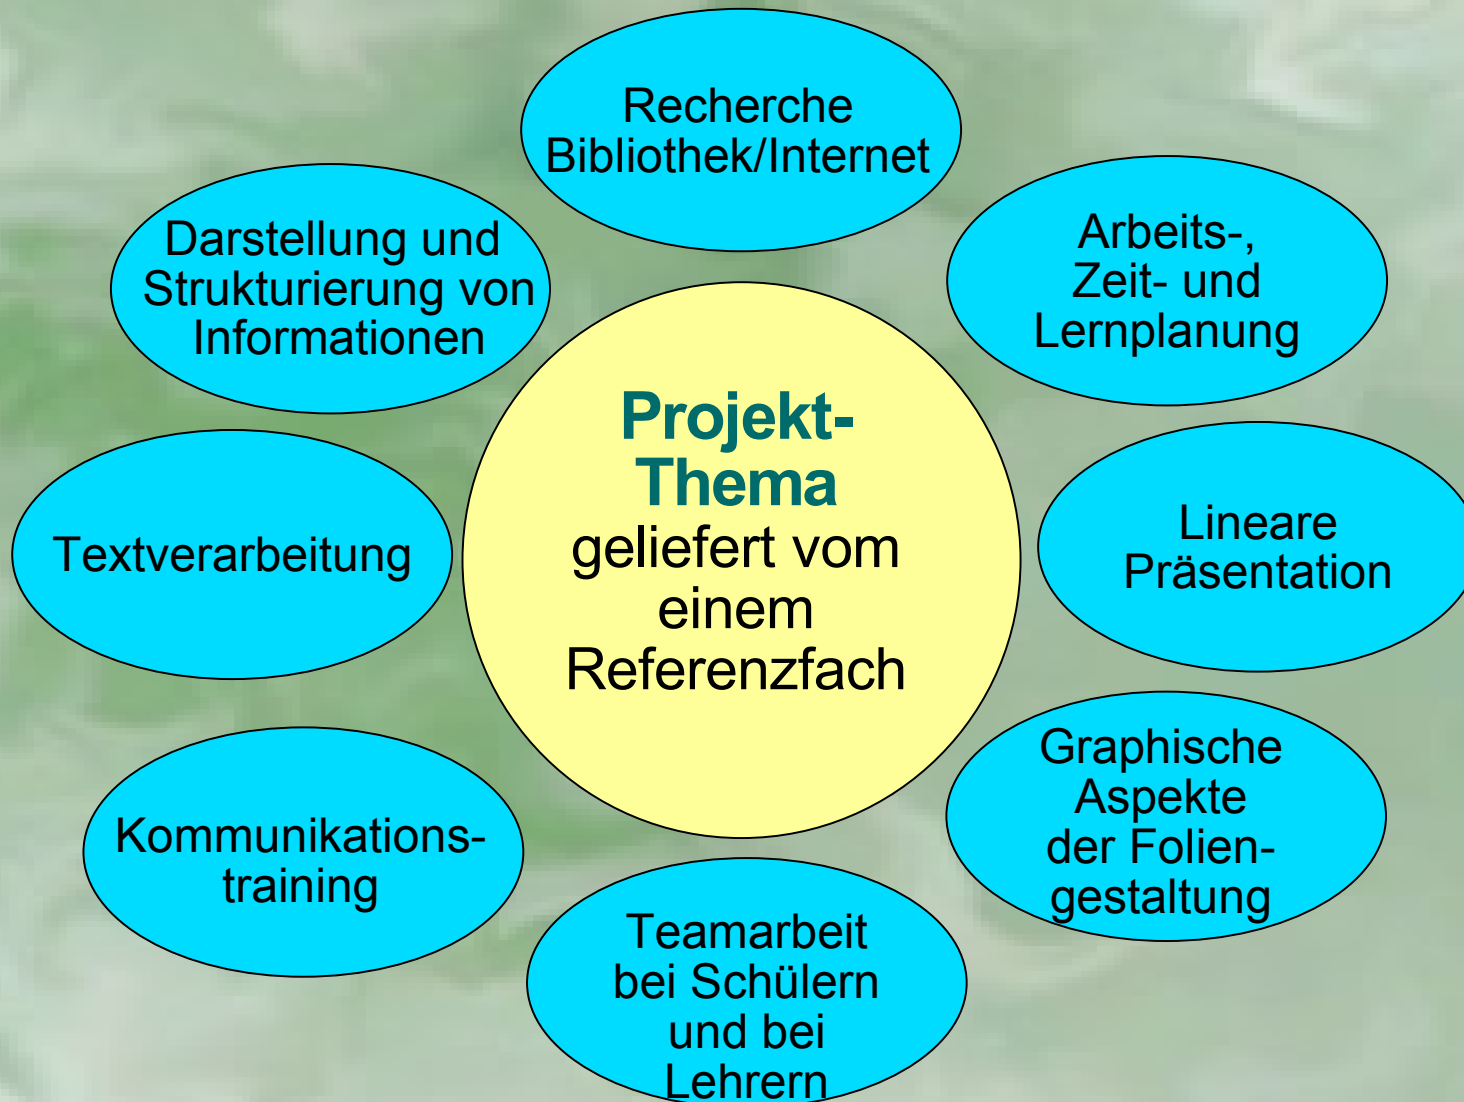 Recherche
Bibliothek/Internet
Arbeits-,
Zeit- und
Lernplanung
Lineare
Präsentation
Graphische
Aspekte
der Folien-
gestaltung
Teamarbeit
bei Schülern
und bei
Lehrern
Kommunikations-
training
Textverarbeitung
Darstellung und
Strukturierung von
Informationen
Projekt-
Thema
geliefert vom
einem
Referenzfach